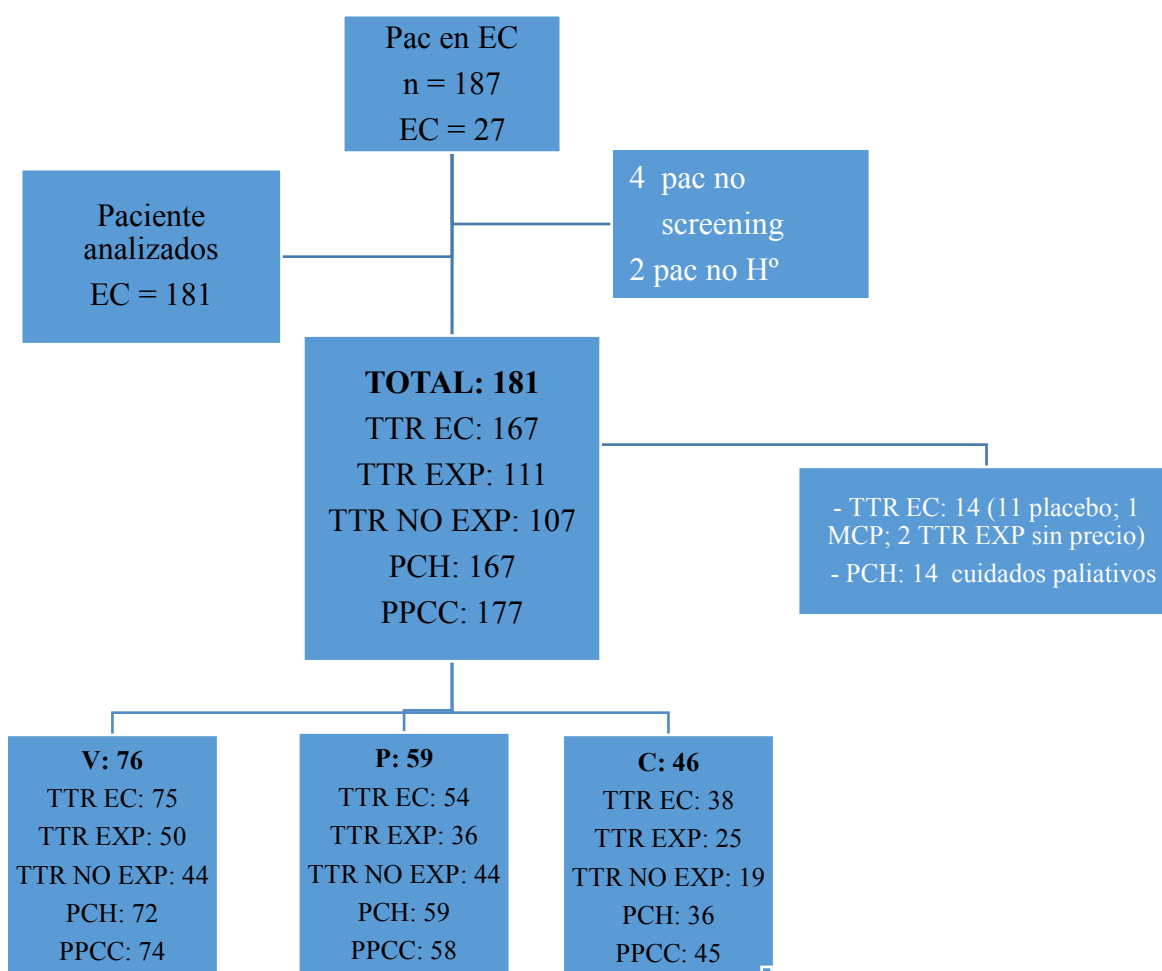 Pac en EC
n = 187
EC = 27
4 pac no
screening
2 pac no Hº
Paciente
analizados
EC = 181
TOTAL: 181
TTR EC: 167
TTR EXP: 111
TTR NO EXP: 107
PCH: 167
PPCC: 177
- TTR EC: 14 (11 placebo; 1
MCP; 2 TTR EXP sin precio)
- PCH: 14 cuidados paliativos
V: 76
TTR EC: 75
TTR EXP: 50
TTR NO EXP: 44
PCH: 72
PPCC: 74
P: 59
TTR EC: 54
TTR EXP: 36
TTR NO EXP: 44
PCH: 59
PPCC: 58
C: 46
TTR EC: 38
TTR EXP: 25
TTR NO EXP: 19
PCH: 36
PPCC: 45